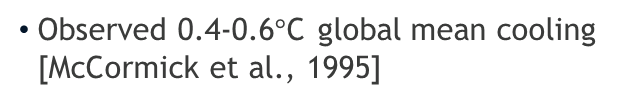 • Observed 0.4-0.6°C global mean cooling
[McCormick et al., 1995]